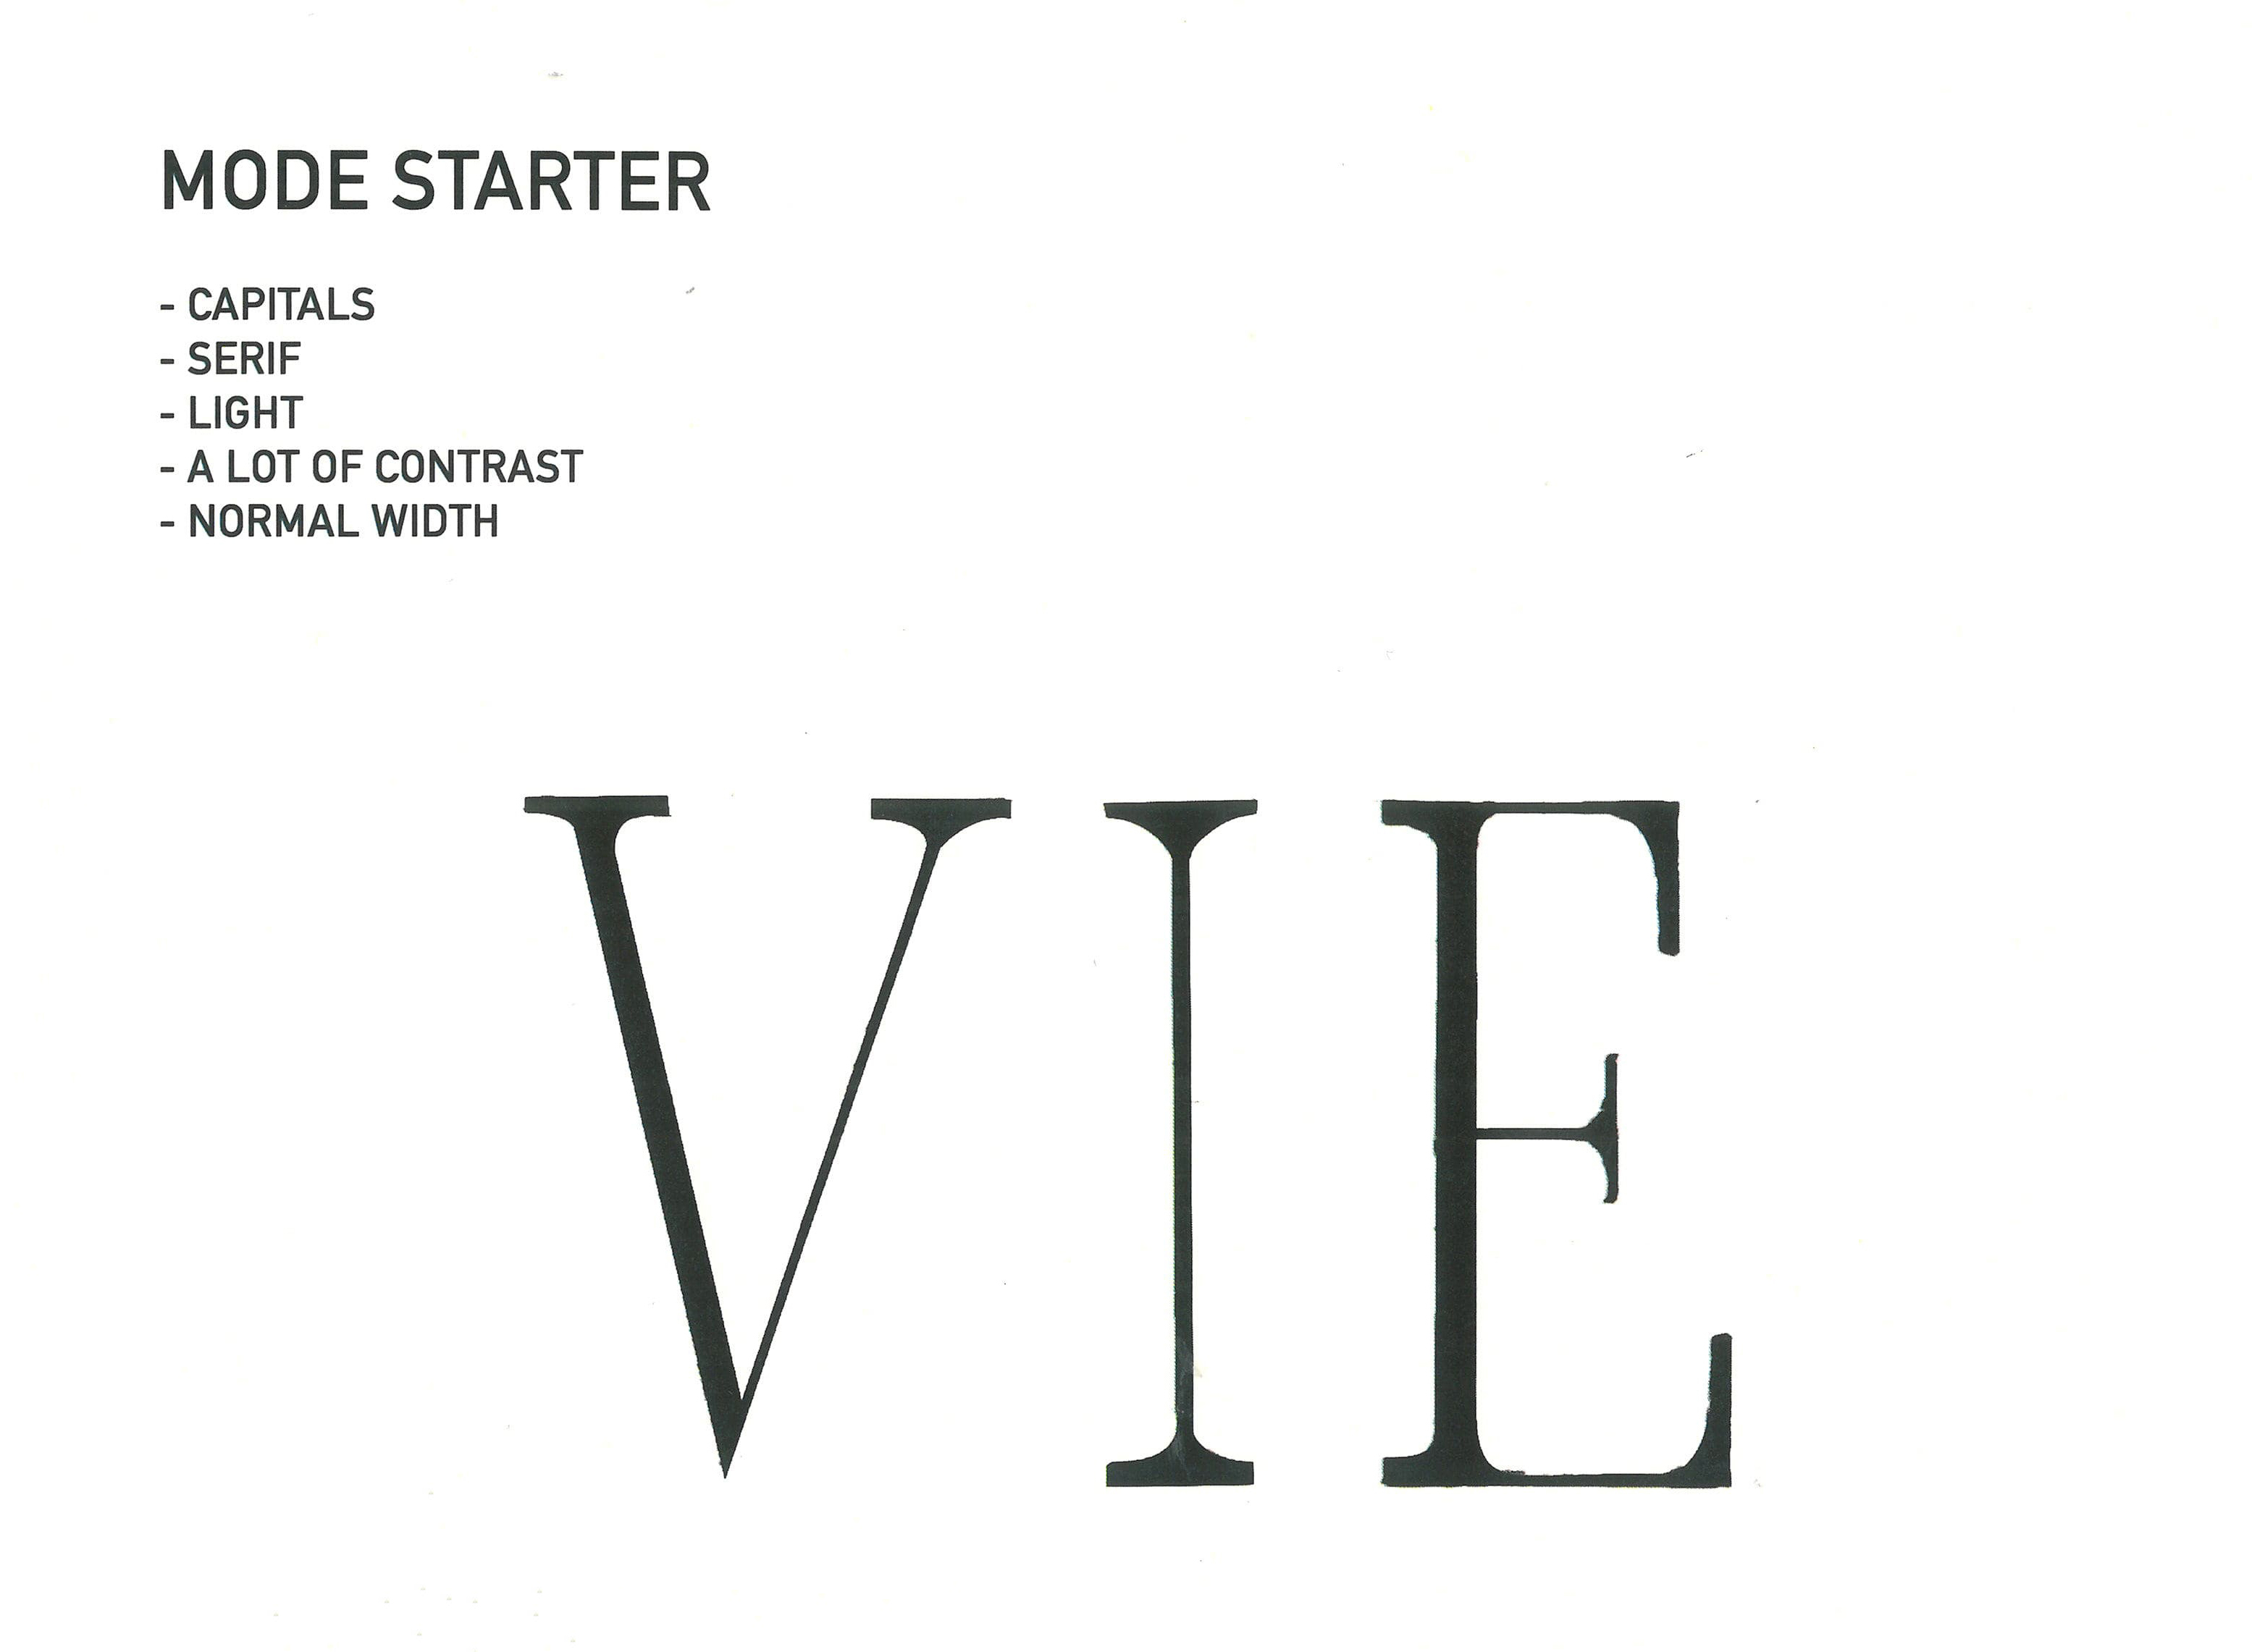 MODE STARTER
- CAPITALS
- SERIF
- LIGHT
- A LOT OF CONTRAST
- NORMAL WIDTH
VIE